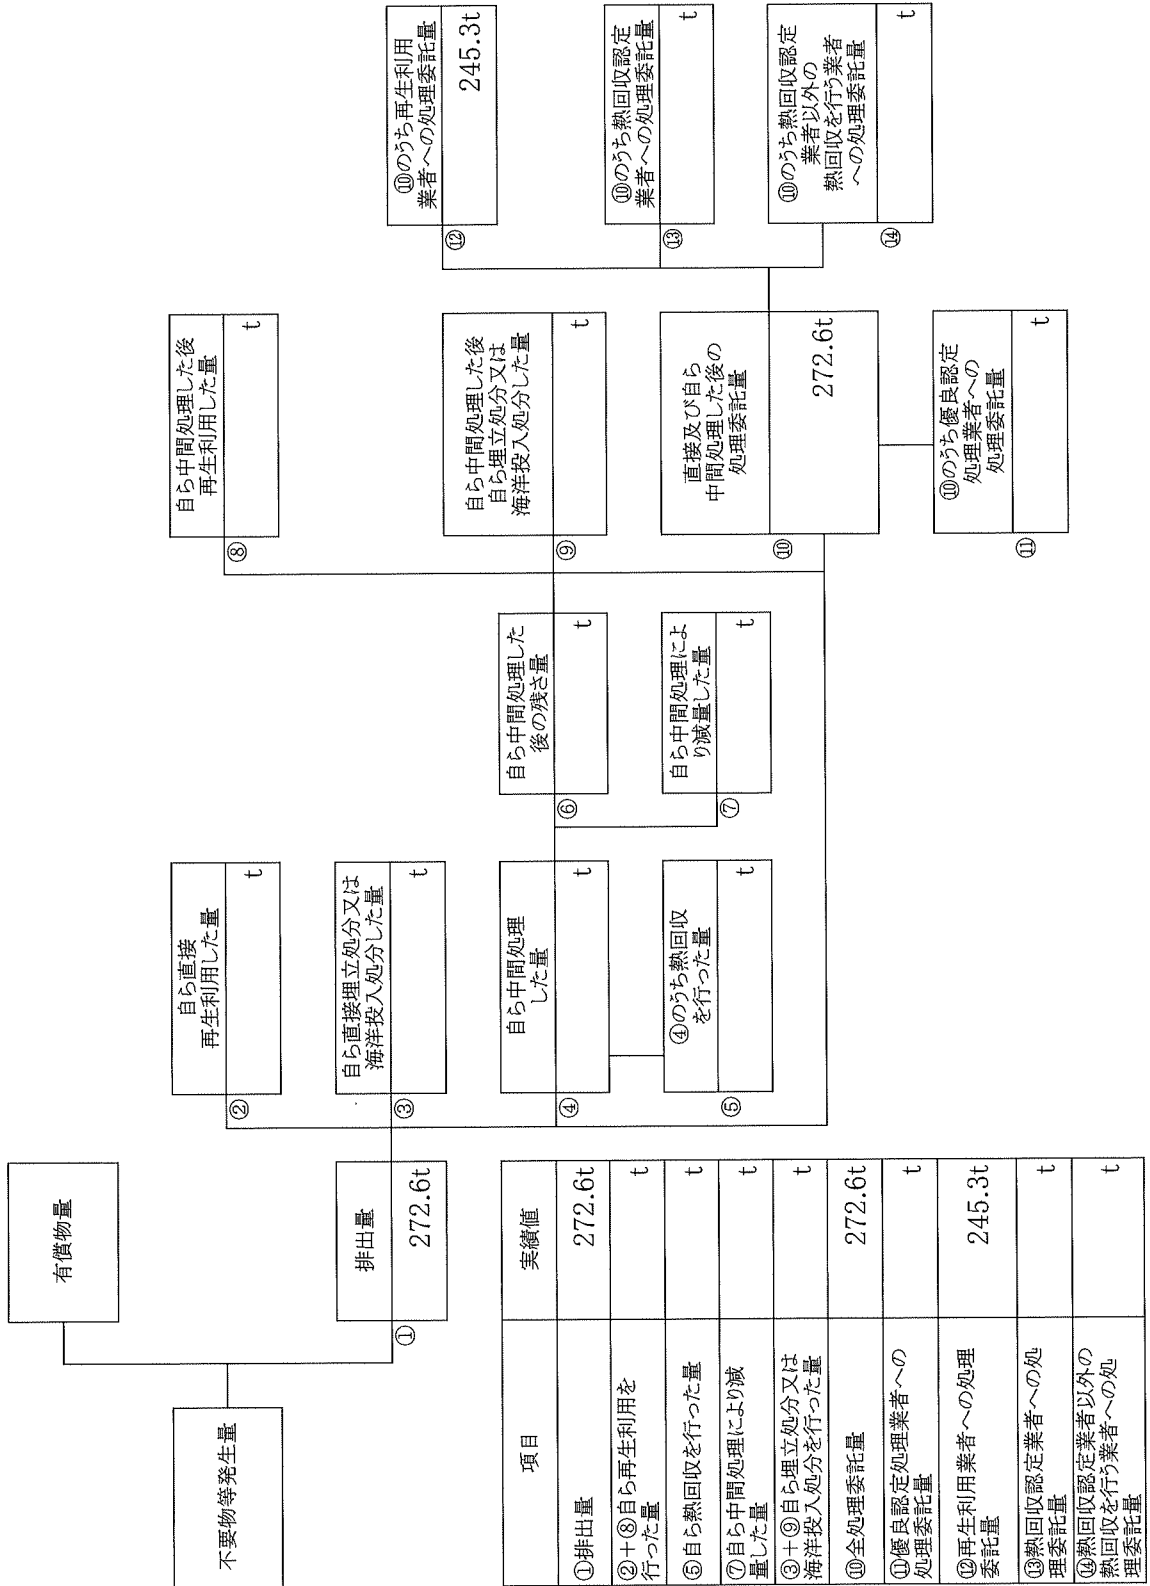 不要物等発生量
有償物量
排出量
①
272.6t
自ら直接
再生利用した量
②
t
自ら直接埋立処分又は
海洋投入処分した量
③
t
自ら中間処理
した量
④
t
④のうち熱回収
を行った量
⑤
t
自ら中間処理した
後の残さ量
⑥
t
自ら中間処理によ
り減量した量
⑦
t
自ら中間処理した後
再生利用した量
⑧
t
自ら中間処理した後
自ら埋立処分又は
海洋投入処分した量
⑨
t
直接及び自ら
中間処理した後の
処理委託量
⑩
272.6t
⑩のうち優良認定
処理業者への
処理委託量
⑪
t
⑩のうち再生利用
業者への処理委託量
⑫
245.3t
⑩のうち熱回収認定
業者への処理委託量
⑬
t
⑩のうち熱回収認定
業者以外の
熱回収を行う業者
への処理委託量
⑭
t
項目 実績値
①排出量 272.6t
②+⑧自ら再生利用を
行った量 t
⑤自ら熱回収を行った量 t
⑦自ら中間処理により減
量した量 t
③+⑨自ら埋立処分又は
海洋投入処分を行った量 t
⑩全処理委託量 272.6t
⑪優良認定処理業者への
処理委託量 t
⑫再生利用業者への処理
委託量 245.3t
⑬熱回収認定業者への処
理委託量 t
⑭熱回収認定業者以外の
熱回収を行う業者への処
理委託量 t